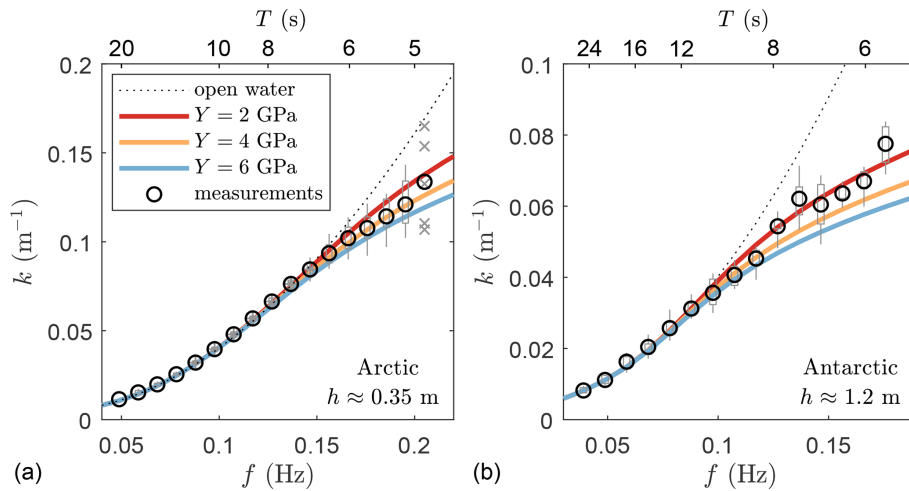 T (s)
20 10 8 6 5
0.2
0.15
0.1
0.05
0
k (m⁻¹)
open water
Y = 2 GPa
Y = 4 GPa
Y = 6 GPa
measurements
Arctic
h ≈ 0.35 m
0.05 0.1 0.15 0.2
f (Hz)
(a)
T (s)
24 16 12 8 6
0.1
0.08
0.06
0.04
0.02
0
k (m⁻¹)
Antarctic
h ≈ 1.2 m
0.05 0.1 0.15
f (Hz)
(b)